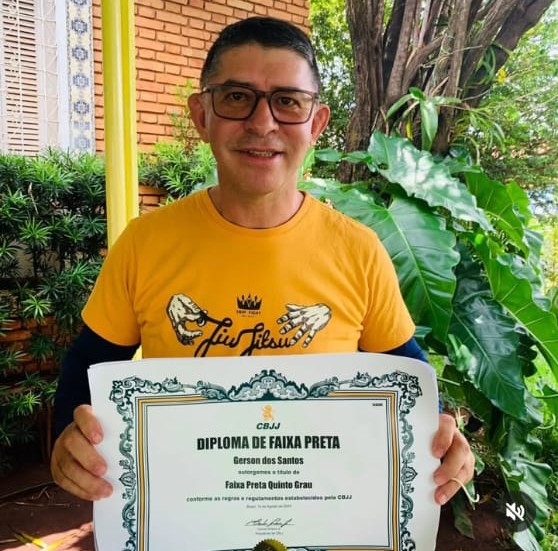 Jiu Jitsu
CBJJ
DIPLOMA DE FAIXA PRETA
Gerson dos Santos
outorgamos o título de
Faixa Preta Quinto Grau
conforme as regras e regulamentos estabelecidos pela CBJJ